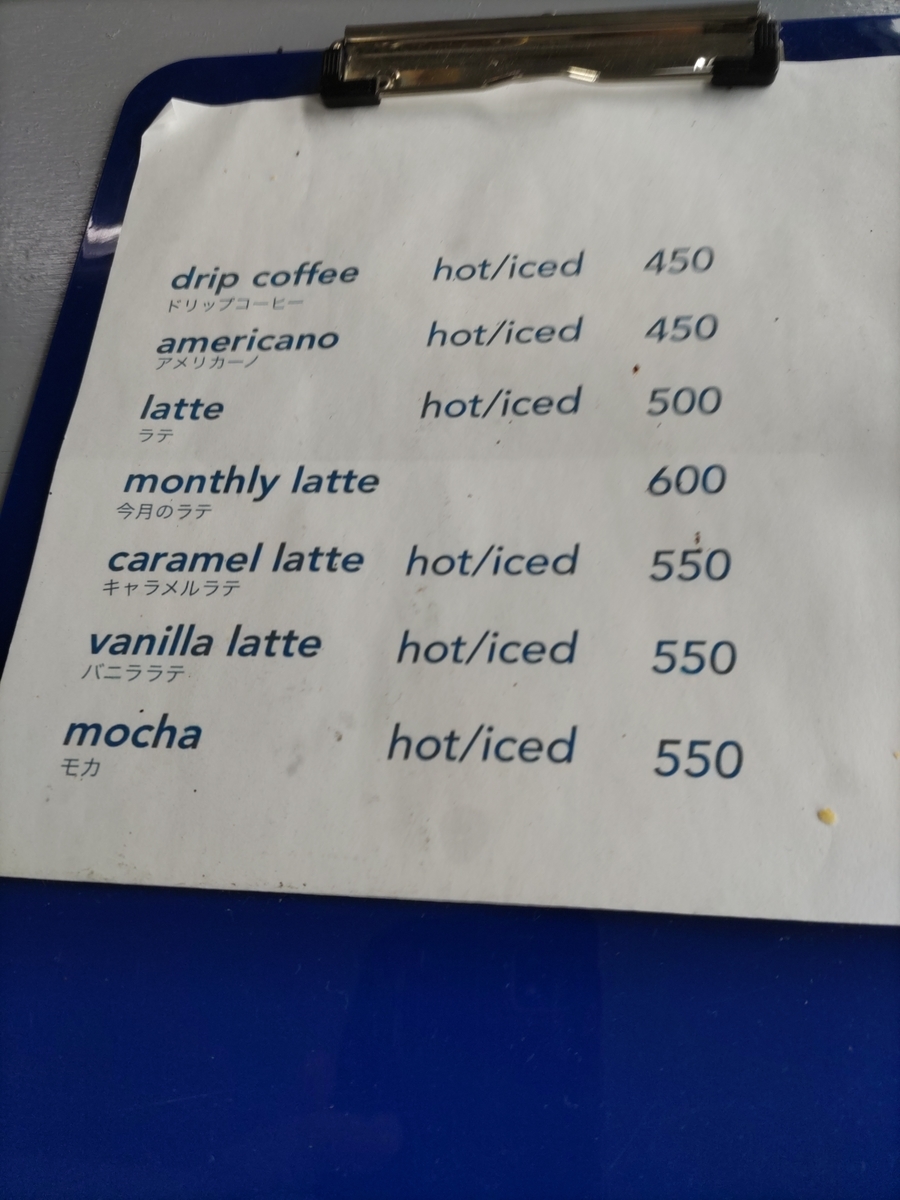 drip coffee hot/iced 450
ドリップコーヒー
americano hot/iced 450
アメリカーノ
latte hot/iced 500
ラテ
monthly latte 600
今月のラテ
caramel latte hot/iced 550
キャラメルラテ
vanilla latte hot/iced 550
バニララテ
mocha hot/iced 550
モカ